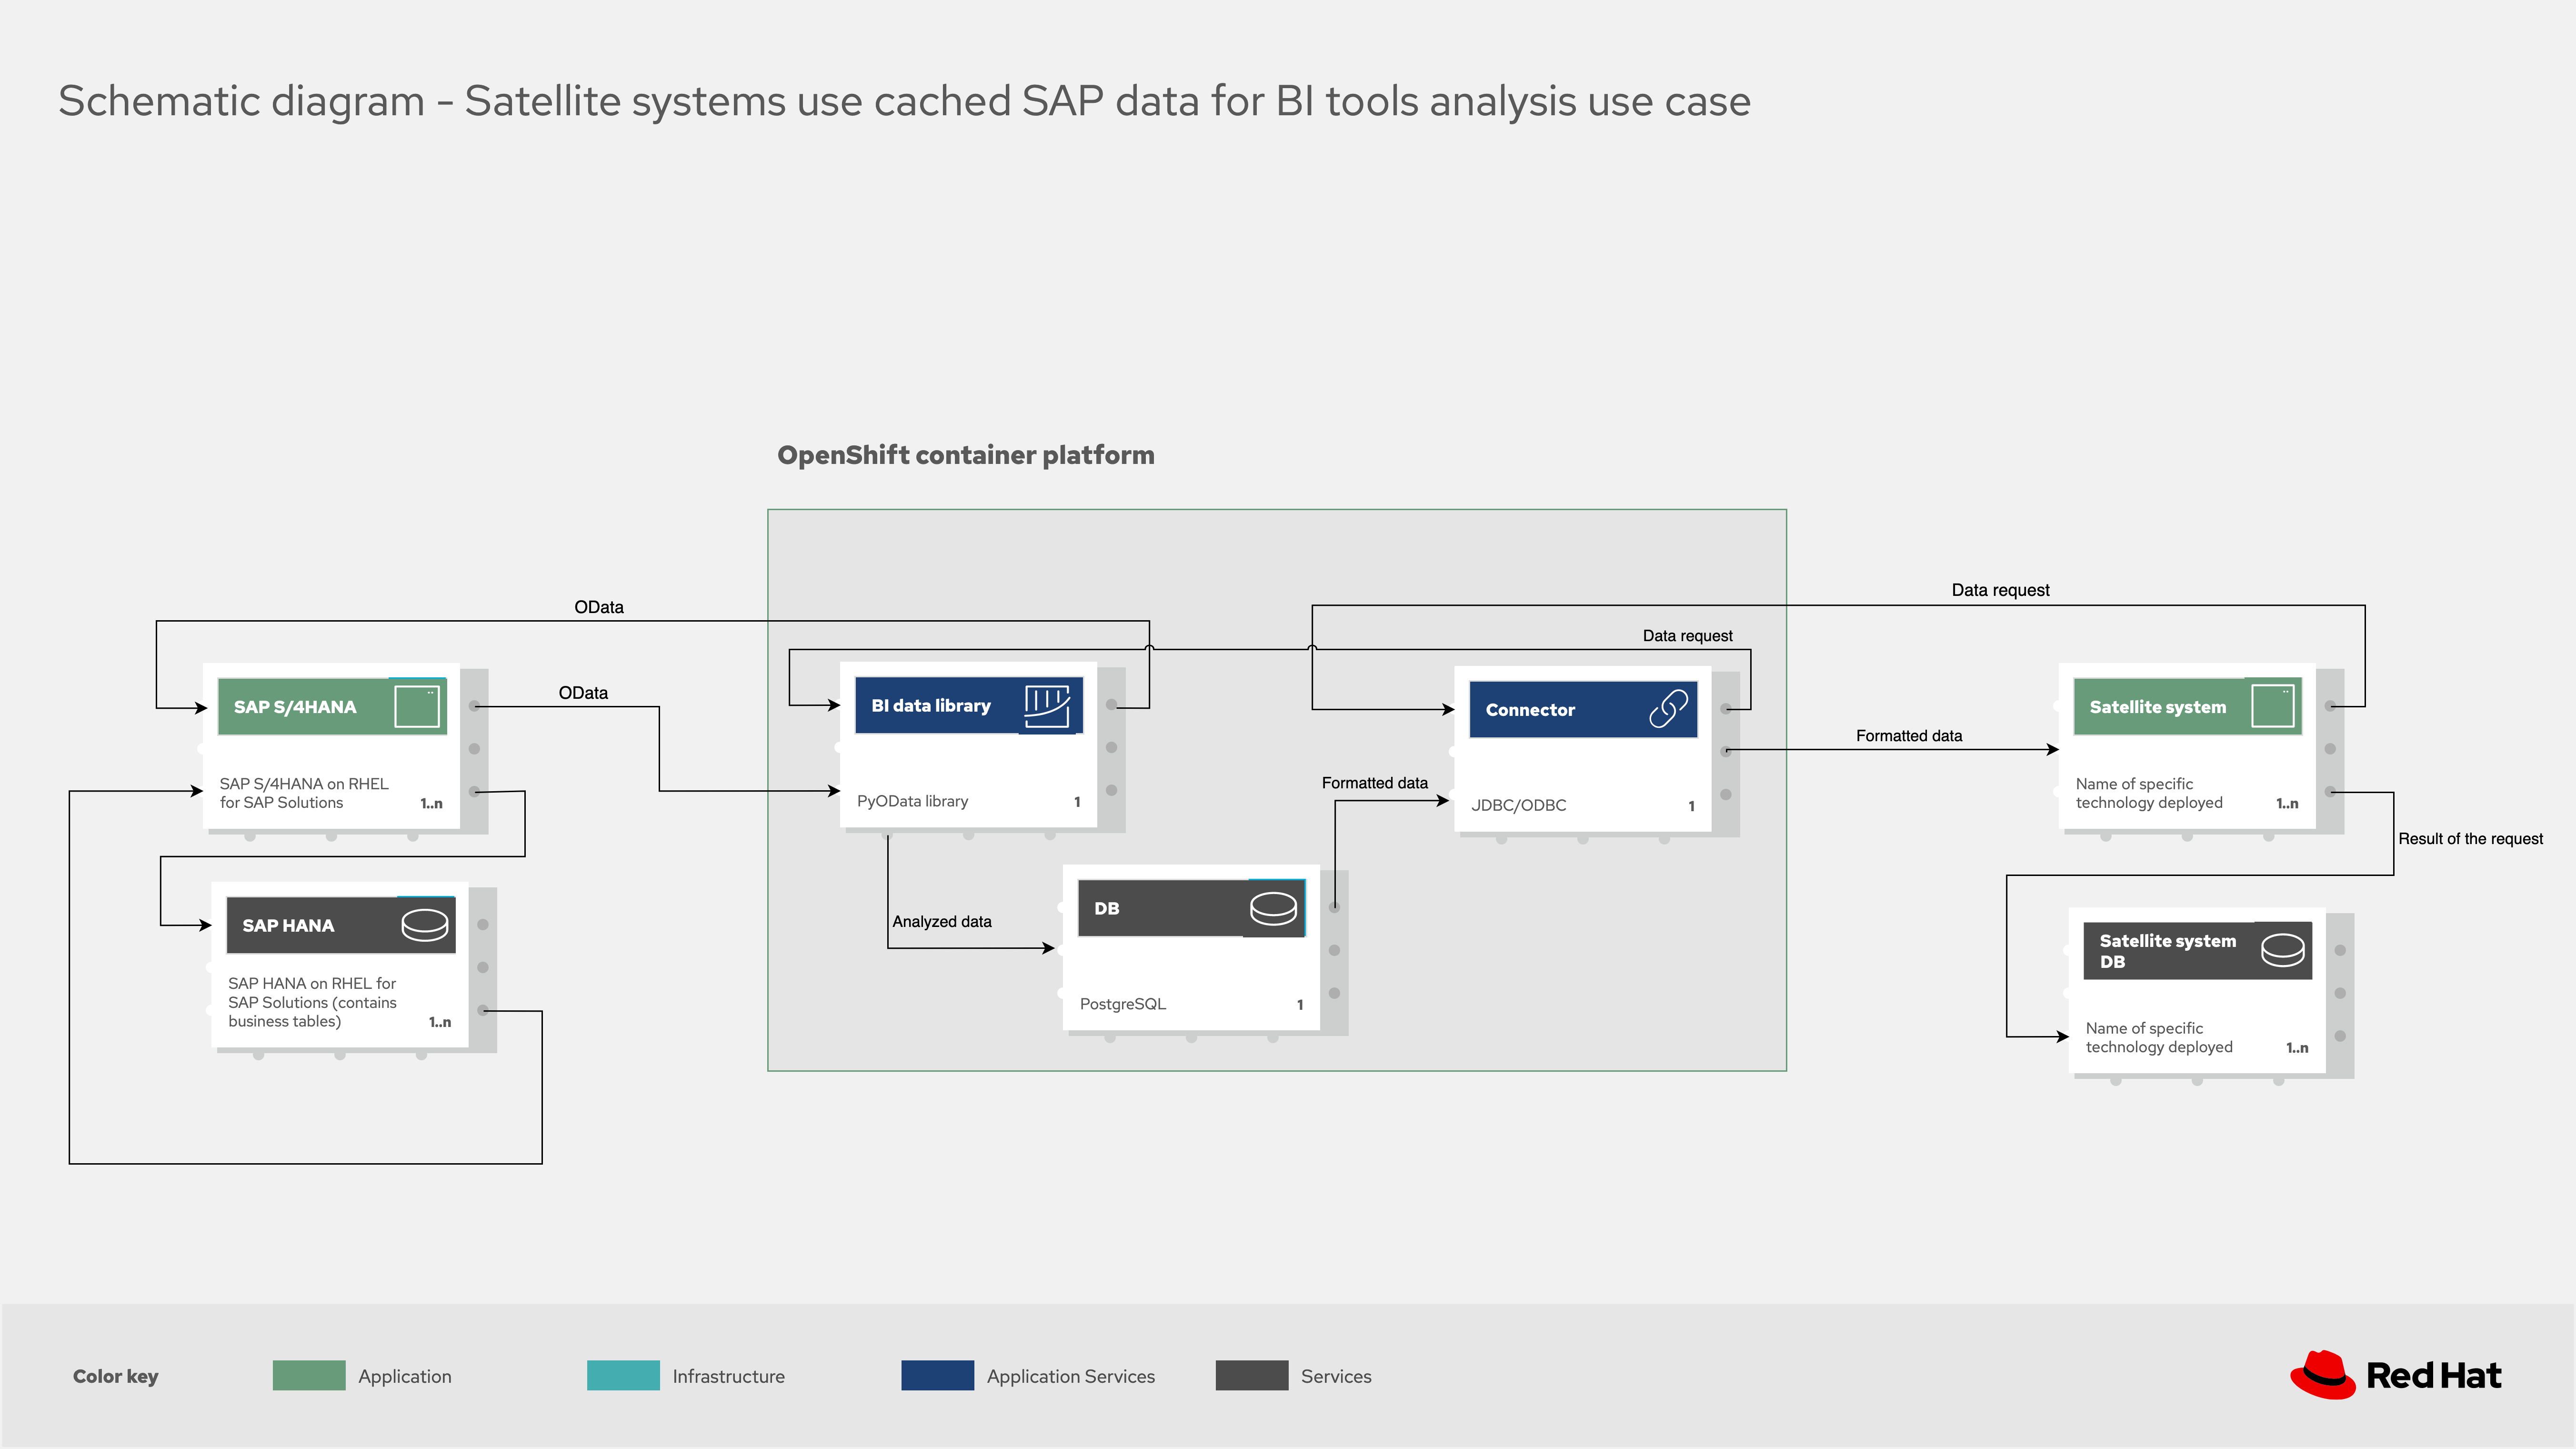 Schematic diagram - Satellite systems use cached SAP data for BI tools analysis use case
OpenShift container platform
OData
Data request
Data request
OData
SAP S/4HANA
SAP S/4HANA on RHEL
for SAP Solutions
1..n
BI data library
PyOData library
1
Connector
JDBC/ODBC
1
Formatted data
Formatted data
Satellite system
Name of specific
technology deployed
1..n
Result of the request
SAP HANA
SAP HANA on RHEL for
SAP Solutions (contains
business tables)
1..n
Analyzed data
DB
PostgreSQL
1
Satellite system
DB
Name of specific
technology deployed
1..n
Color key
Application
Infrastructure
Application Services
Services
Red Hat